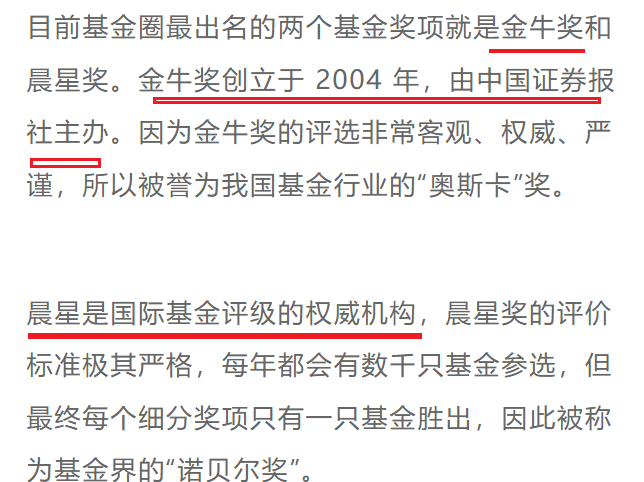 目前基金圈最出名的两个基金奖项就是金牛奖和
晨星奖。金牛奖创立于 2004 年，由中国证券报
社主办。因为金牛奖的评选非常客观、权威、严
谨，所以被誉为我国基金行业的“奥斯卡”奖。
晨星是国际基金评级的权威机构，晨星奖的评价
标准极其严格，每年都会有数千只基金参选，但
最终每个细分奖项只有一只基金胜出，因此被称
为基金界的“诺贝尔奖”。